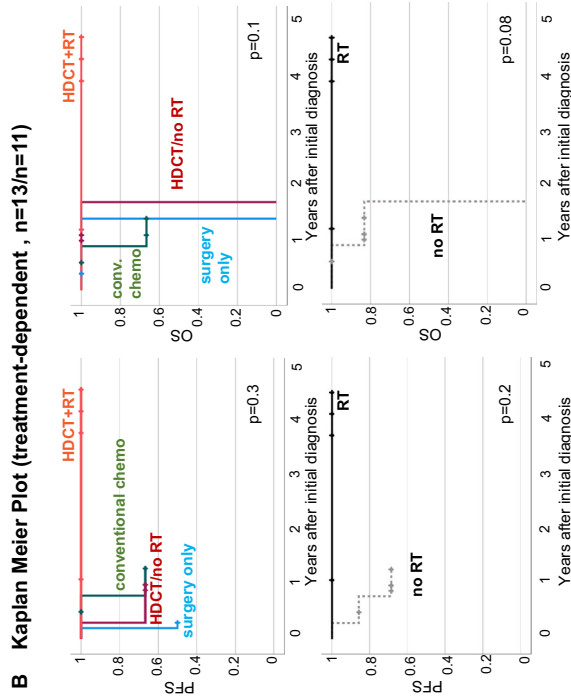 B Kaplan Meier Plot (treatment-dependent , n=13/n=11)
HDCT+RT
1
0.8
0.6
0.4
0.2
0
PFS
conventional chemo
HDCT/no RT
surgery only
p=0.3
0 1 2 3 4 5
Years after initial diagnosis
HDCT+RT
1
0.8
0.6
0.4
0.2
0
OS
conv.
chemo
surgery
only
HDCT/no RT
p=0.1
0 1 2 3 4 5
Years after initial diagnosis
1
0.8
0.6
0.4
0.2
0
PFS
RT
no RT
p=0.2
0 1 2 3 4 5
Years after initial diagnosis
1
0.8
0.6
0.4
0.2
0
OS
RT
no RT
p=0.08
0 1 2 3 4 5
Years after initial diagnosis